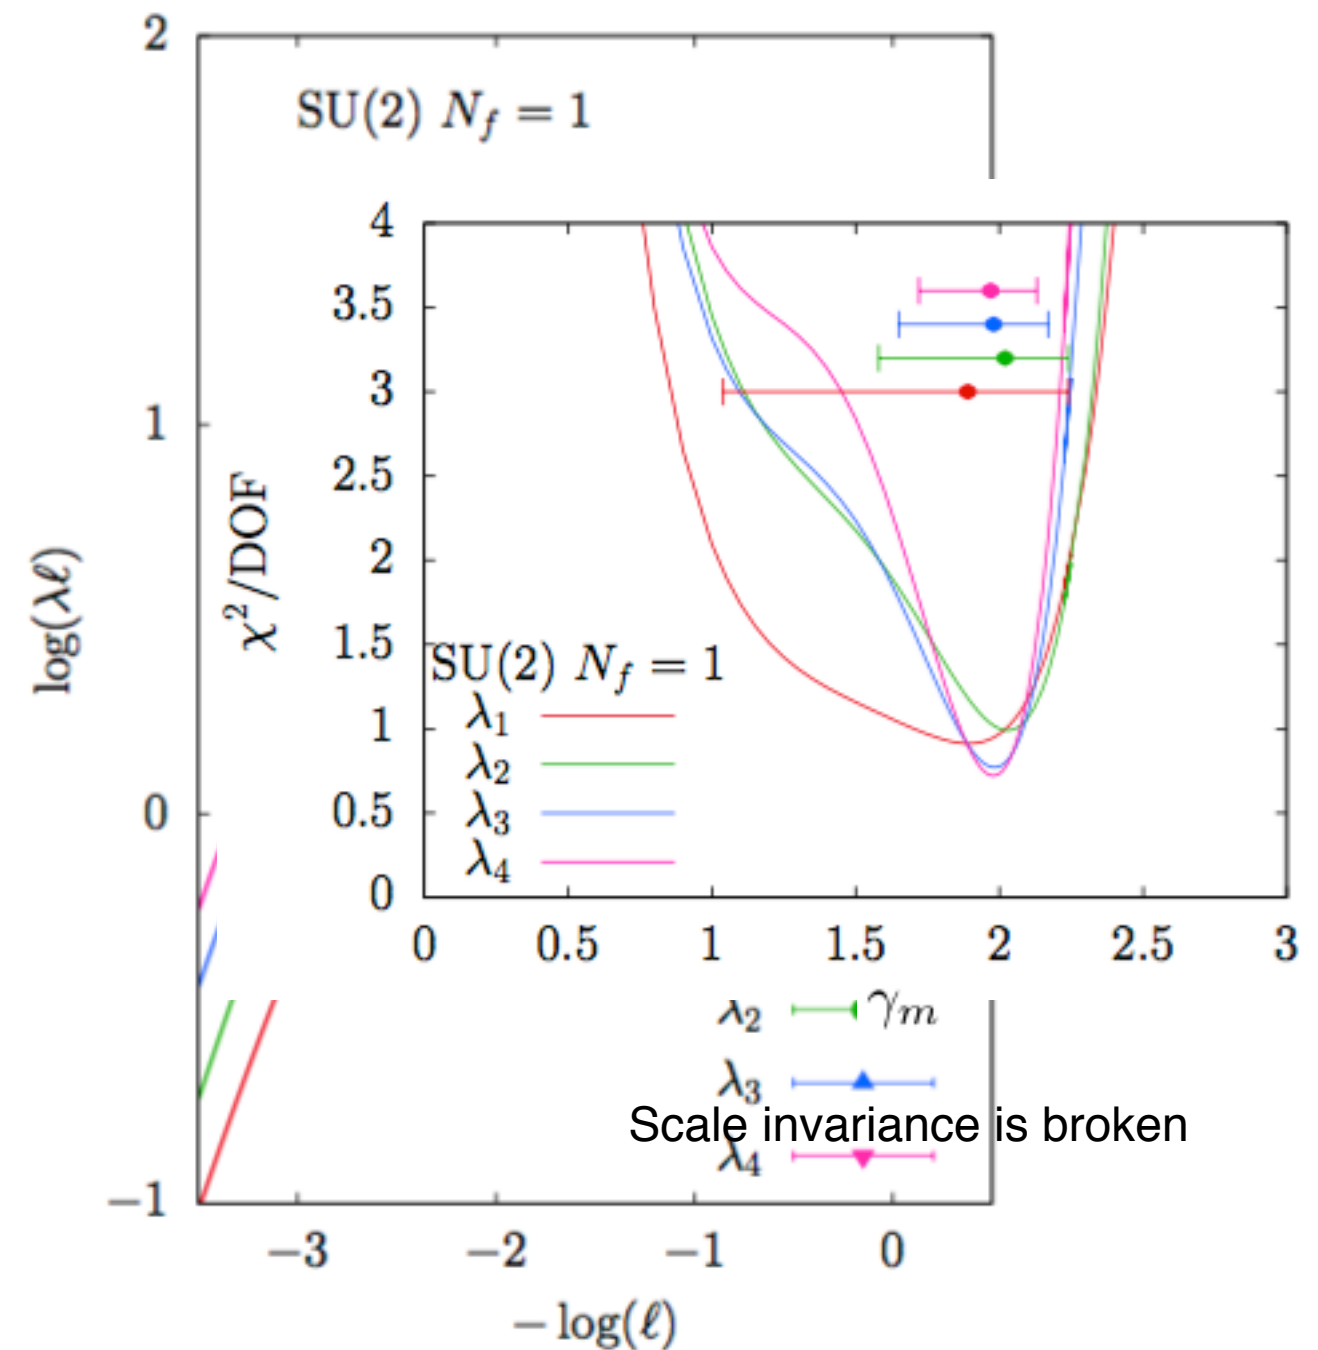 2
SU(2) N_f = 1
1
0
−1
log(λℓ)
−3 −2 −1 0
− log(ℓ)
4
3.5
3
2.5
2
1.5
1
0.5
0
χ²/DOF
SU(2) N_f = 1
λ₁
λ₂
λ₃
λ₄
0 0.5 1 1.5 2 2.5 3
γ_m
λ₂
λ₃
Scale invariance is broken
λ₄